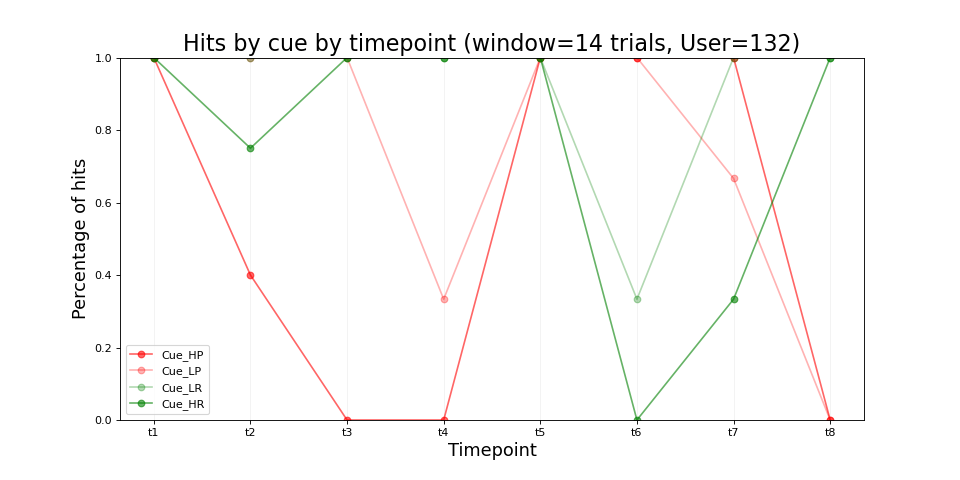 Hits by cue by timepoint (window=14 trials, User=132)
Percentage of hits
1.0
0.8
0.6
0.4
0.2
0.0
Cue_HP
Cue_LP
Cue_LR
Cue_HR
t1 t2 t3 t4 t5 t6 t7 t8
Timepoint